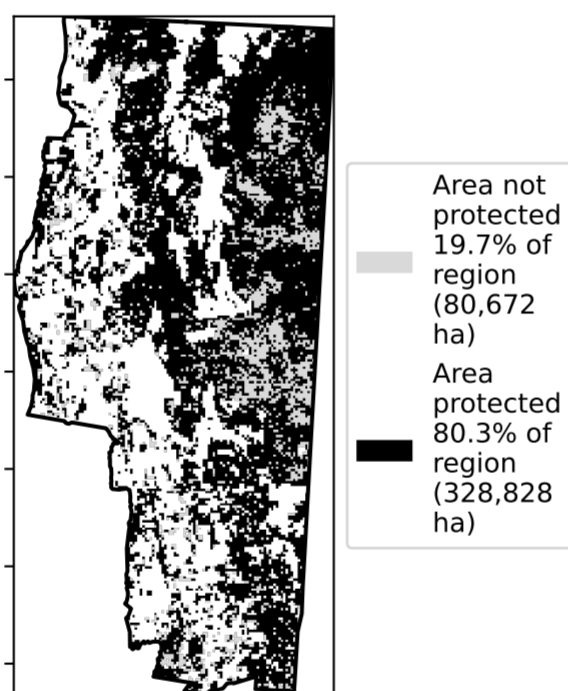 Area not
protected
19.7% of
region
(80,672
ha)
Area
protected
80.3% of
region
(328,828
ha)